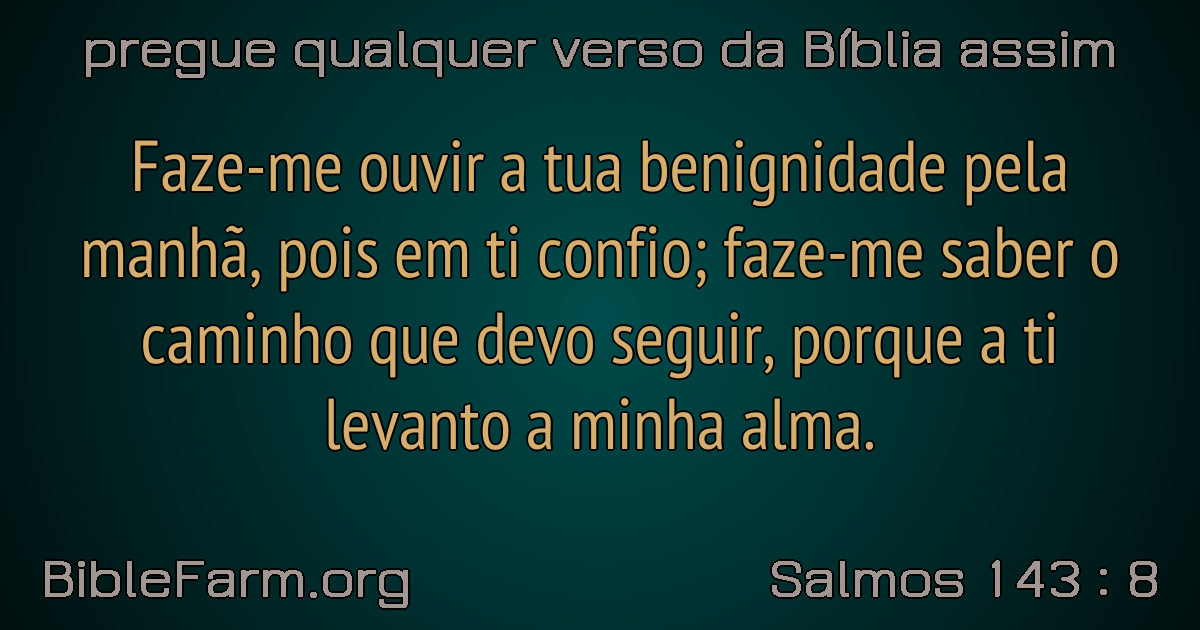 pregue qualquer verso da Bíblia assim
Faze-me ouvir a tua benignidade pela
manhã, pois em ti confio; faze-me saber o
caminho que devo seguir, porque a ti
levanto a minha alma.
BibleFarm.org
Salmos 143 : 8